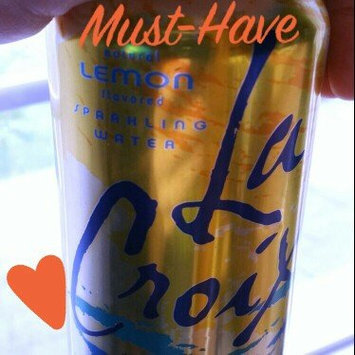 Must-Have
natural
LEMON
flavored
SPARKLING
WATER
La
Croix